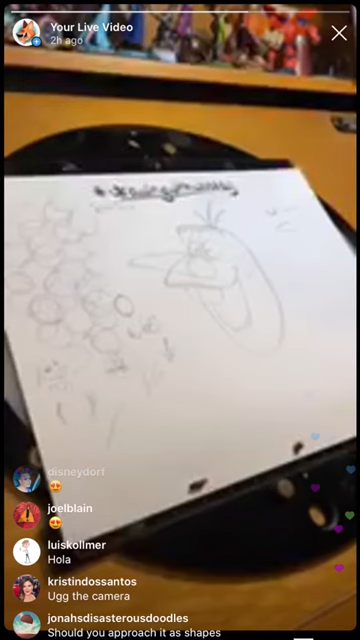 Your Live Video
2h ago
disneydorf
😍
joelblain
😍
luiskollmer
Hola
kristindossantos
Ugg the camera
jonahsdisasterousdoodles
Should you approach it as shapes